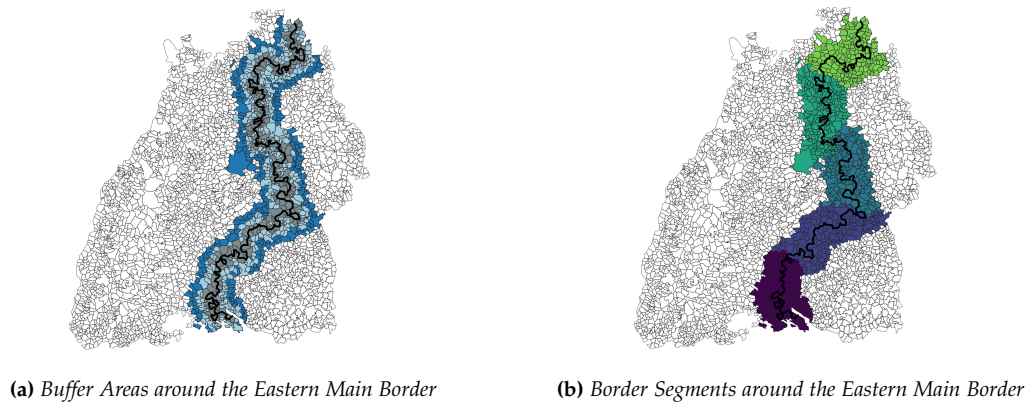 (a) Buffer Areas around the Eastern Main Border
(b) Border Segments around the Eastern Main Border